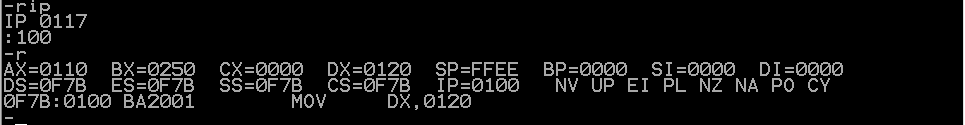 -rip
IP 0117
:100
-r
AX=0110  BX=0250  CX=0000  DX=0120  SP=FFEE  BP=0000  SI=0000  DI=0000
DS=0F7B  ES=0F7B  SS=0F7B  CS=0F7B  IP=0100   NV UP EI PL NZ NA PO CY
0F7B:0100 BA2001        MOV     DX,0120
-_